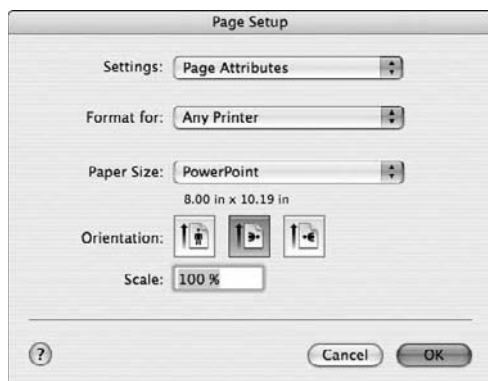 Page Setup
Settings: Page Attributes
Format for: Any Printer
Paper Size: PowerPoint
8.00 in x 10.19 in
Orientation:
Scale: 100 %
? Cancel OK